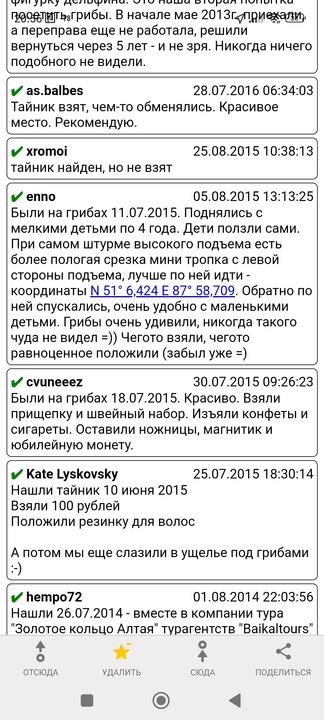 фигурку дельфина. Это наша вторая попытка
посетить грибы. В начале мае 2013г. приехали,
а переправа еще не работала, решили
вернуться через 5 лет - и не зря. Никогда ничего
подобного не видели.
✔ as.balbes 28.07.2016 06:34:03
Тайник взят, чем-то обменялись. Красивое
место. Рекомендую.
✔ xromoi 25.08.2015 10:38:13
тайник найден, но не взят
✔ enno 05.08.2015 13:13:25
Были на грибах 11.07.2015. Поднялись с
мелкими детьми по 4 года. Дети ползли сами.
При самом штурме высокого подъема есть
более пологая срезка мини тропка с левой
стороны подъема, лучше по ней идти -
координаты N 51° 6,424 E 87° 58,709. Обратно по
ней спускались, очень удобно с маленькими
детьми. Грибы очень удивили, никогда такого
чуда не видел =)) Чегото взяли, чегото
равноценное положили (забыл уже =)
✔ cvuneeez 30.07.2015 09:26:23
Были на грибах 18.07.2015. Красиво. Взяли
прищепку и швейный набор. Изъяли конфеты и
сигареты. Оставили ножницы, магнитик и
юбилейную монету.
✔ Kate Lyskovsky 25.07.2015 18:30:14
Нашли тайник 10 июня 2015
Взяли 100 рублей
Положили резинку для волос
А потом мы еще слазили в ущелье под грибами
:-)
✔ hempo72 01.08.2014 22:03:56
Нашли 26.07.2014 - вместе в компании тура
"Золотое кольцо Алтая" турагентств "Baikaltours"
ОТСЮДА УДАЛИТЬ СЮДА ПОДЕЛИТЬСЯ